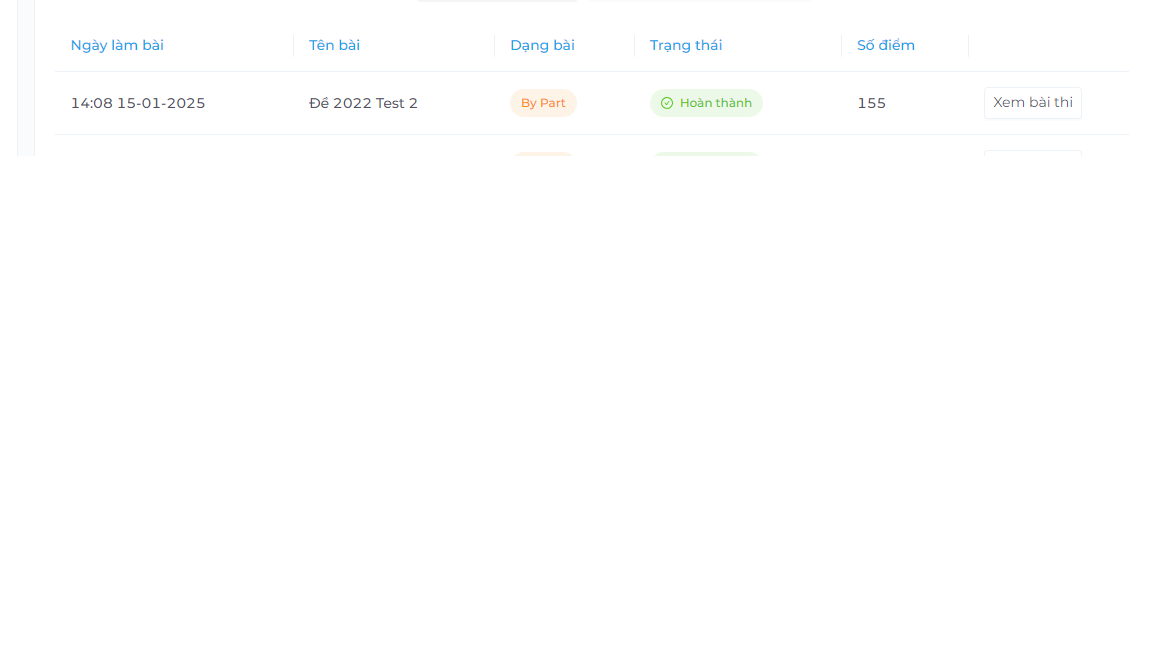 Ngày làm bài Tên bài Dạng bài Trạng thái Số điểm
14:08 15-01-2025 Đề 2022 Test 2 By Part Hoàn thành 155 Xem bài thi